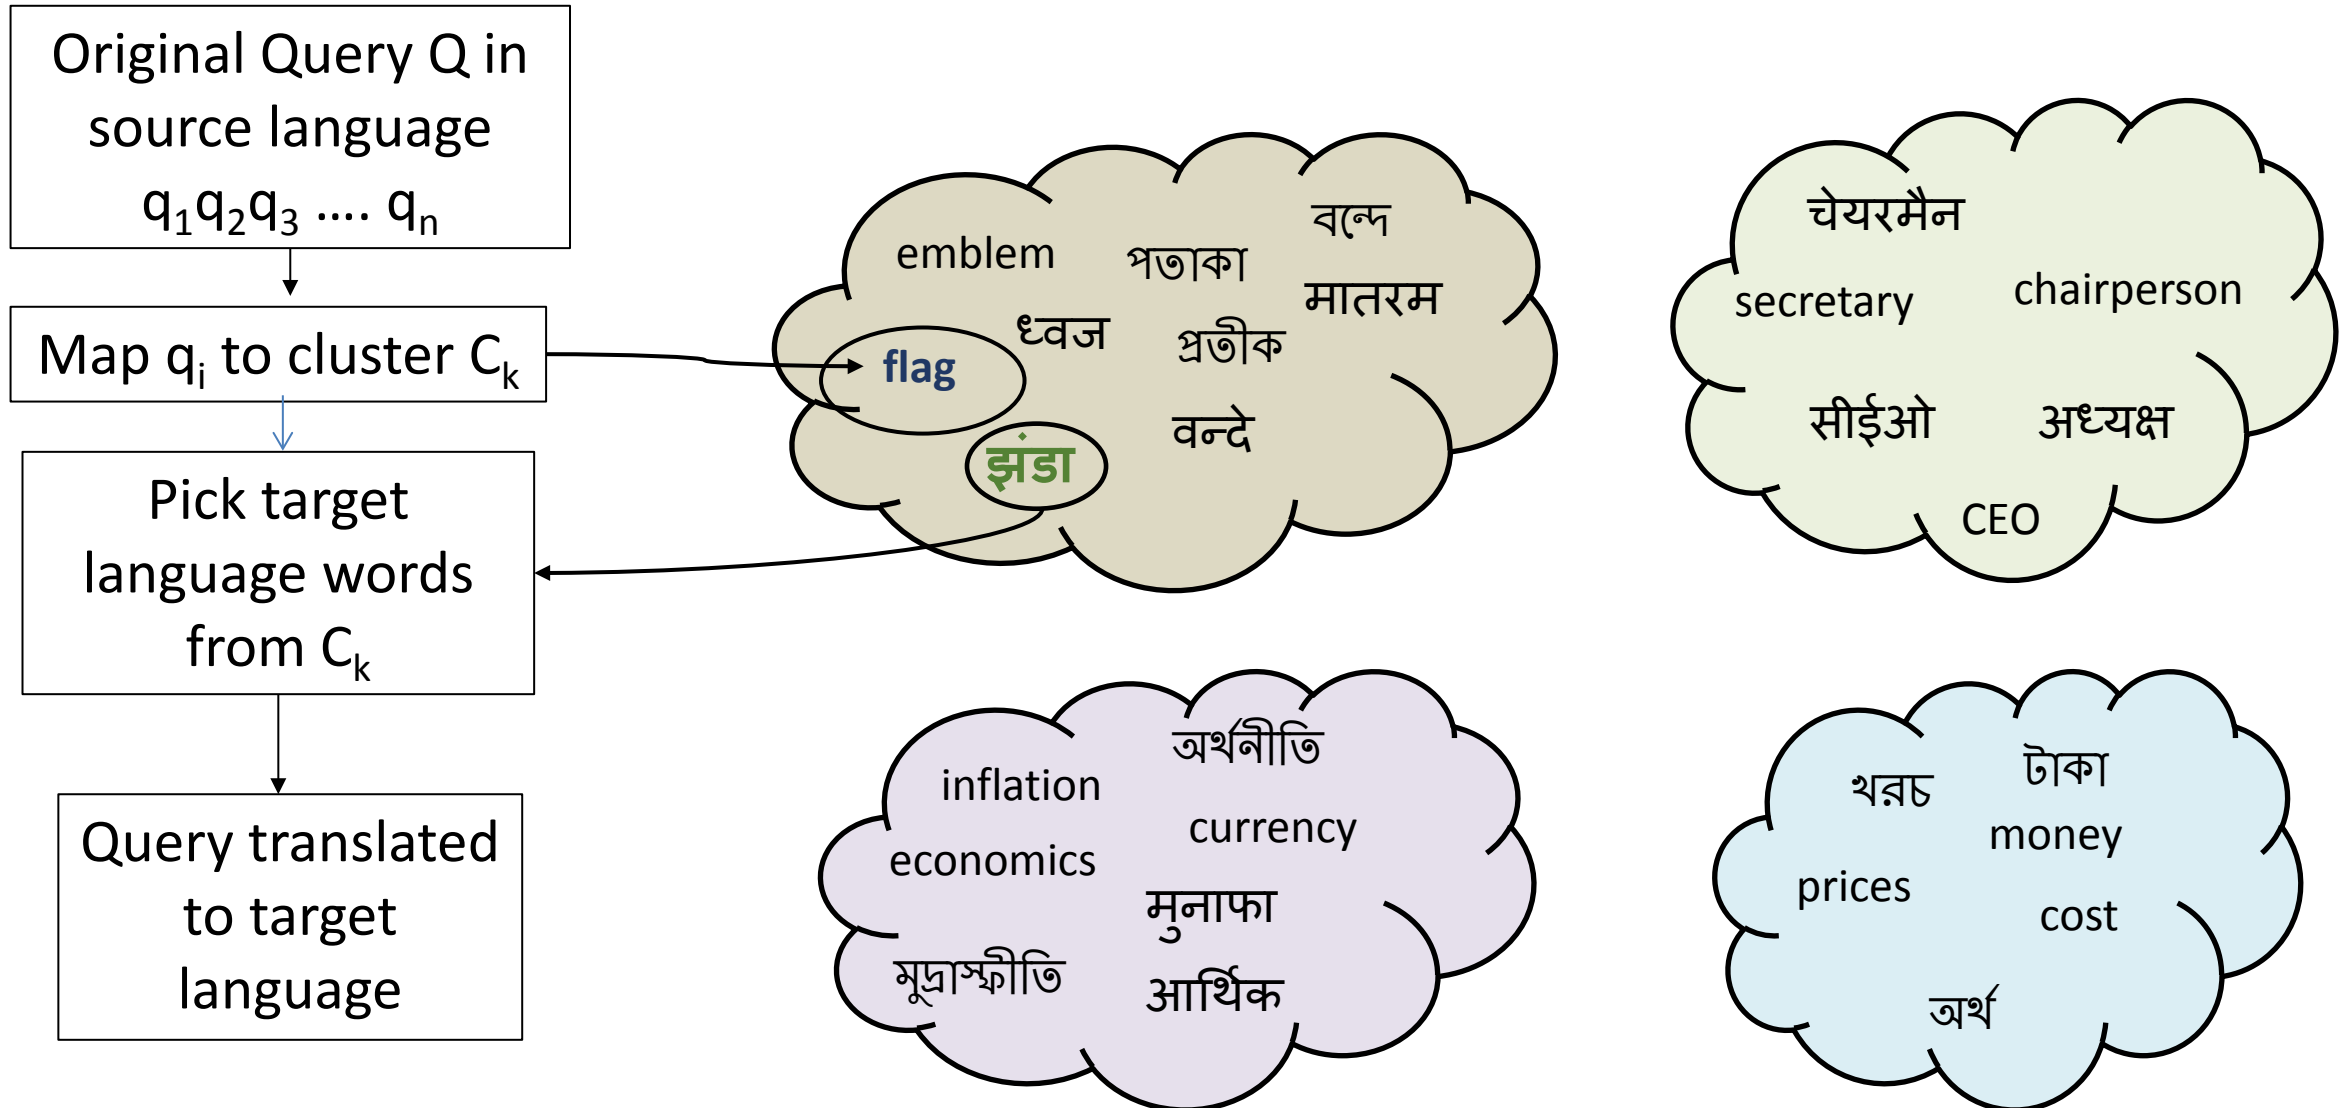 Original Query Q in
source language
q₁q₂q₃ .... qₙ
Map qᵢ to cluster Cₖ
Pick target
language words
from Cₖ
Query translated
to target
language
emblem
পতাকা
বন্দে
मातरम
ध्वज
প্রতীক
flag
वन्दे
झंडा
चेयरमैन
secretary
chairperson
सीईओ
अध्यक्ष
CEO
অর্থনীতি
inflation
currency
economics
मुनाफा
মুদ্রাস্ফীতি
आर्थिक
খরচ
টাকা
money
prices
cost
অর্থ